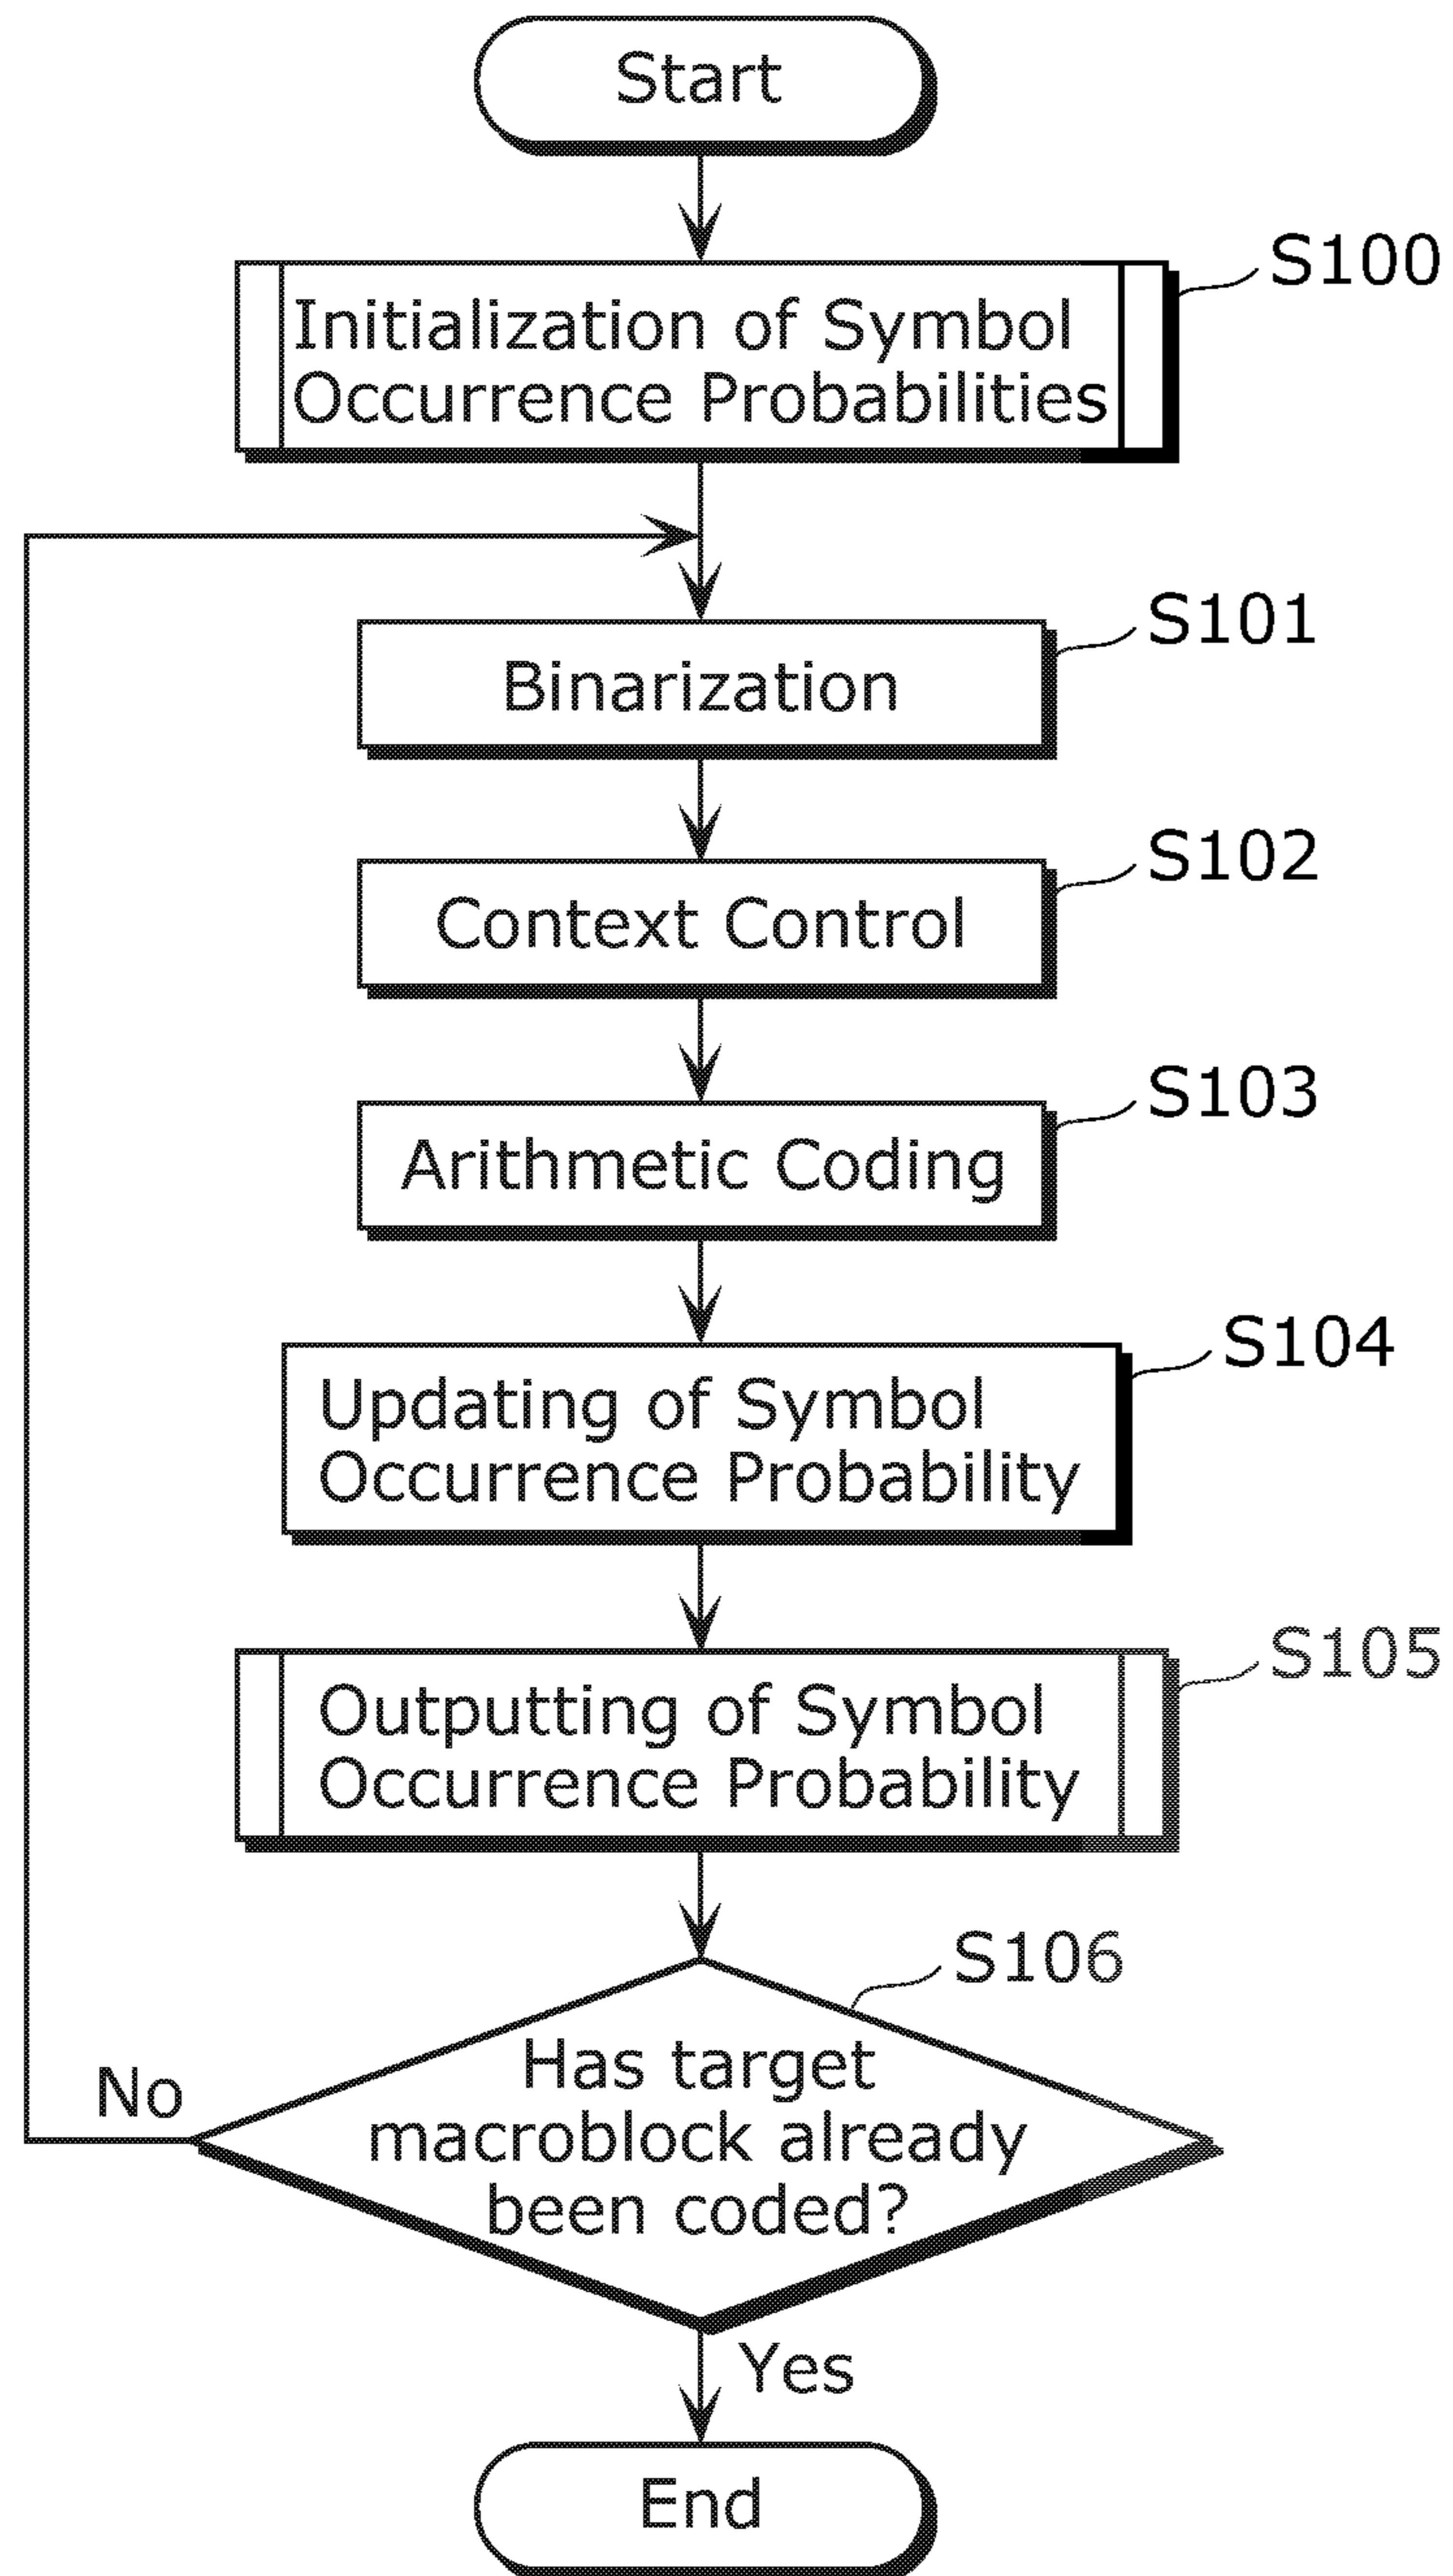 Start
S100
Initialization of Symbol
Occurrence Probabilities
S101
Binarization
S102
Context Control
S103
Arithmetic Coding
S104
Updating of Symbol
Occurrence Probability
S105
Outputting of Symbol
Occurrence Probability
S106
Has target
macroblock already
been coded?
No
Yes
End